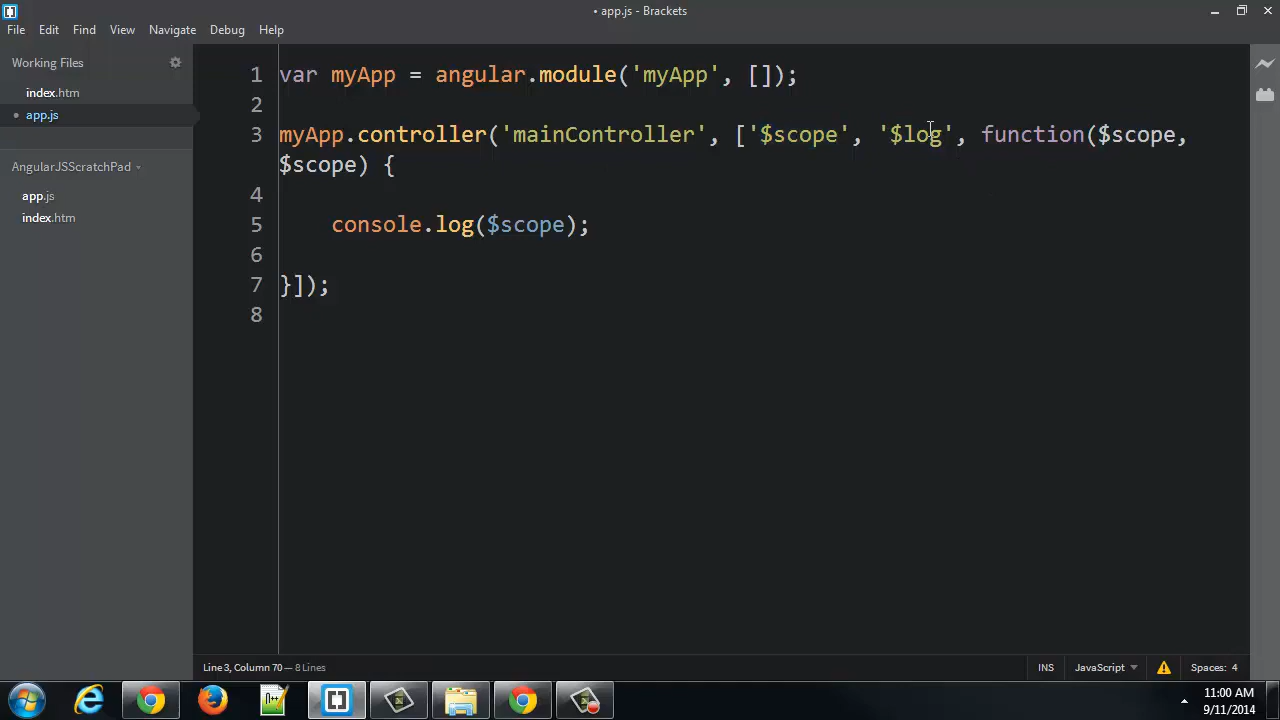 • app.js - Brackets
File Edit Find View Navigate Debug Help
Working Files
index.htm
• app.js
AngularJSScratchPad
app.js
index.htm
1 var myApp = angular.module('myApp', []);
2
3 myApp.controller('mainController', ['$scope', '$log', function($scope,
$scope) {
4
5 console.log($scope);
6
7 }]);
8
Line 3, Column 70 — 8 Lines
INS
JavaScript
Spaces: 4
11:00 AM
9/11/2014